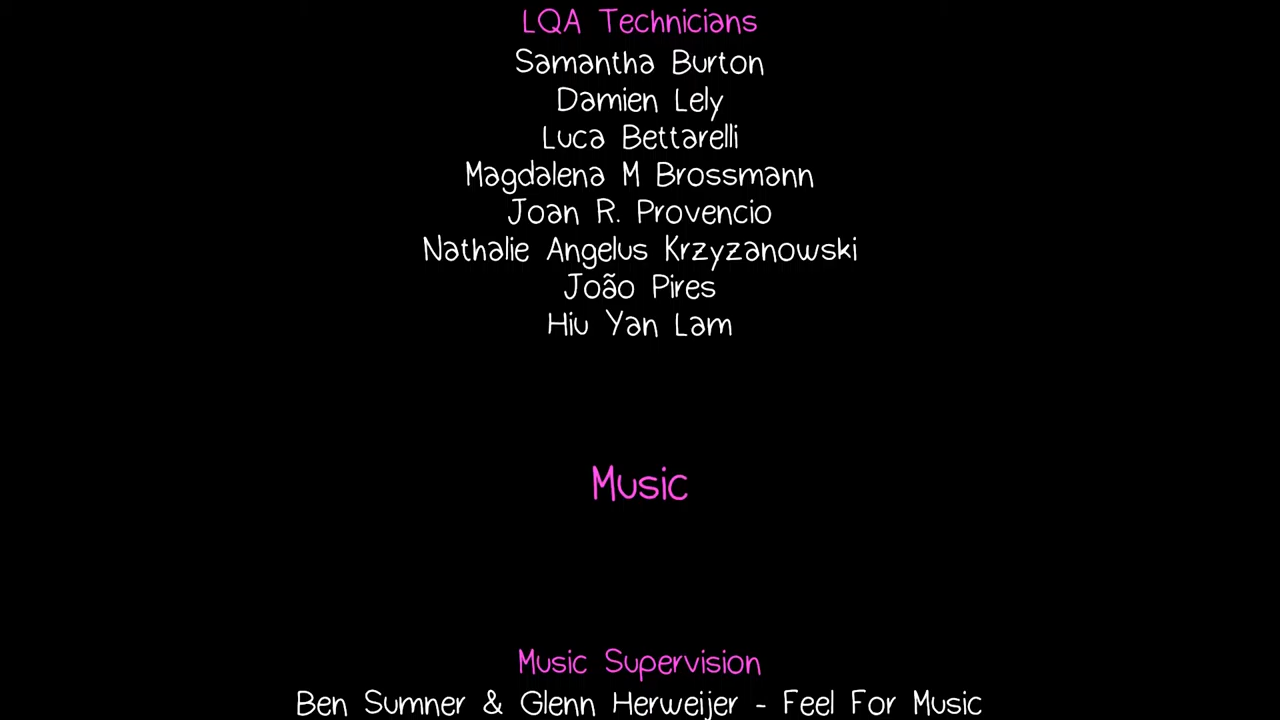 LQA Technicians
Samantha Burton
Damien Lely
Luca Bettarelli
Magdalena M Brossmann
Joan R. Provencio
Nathalie Angelus Krzyzanowski
João Pires
Hiu Yan Lam
Music
Music Supervision
Ben Sumner & Glenn Herweijer - Feel For Music